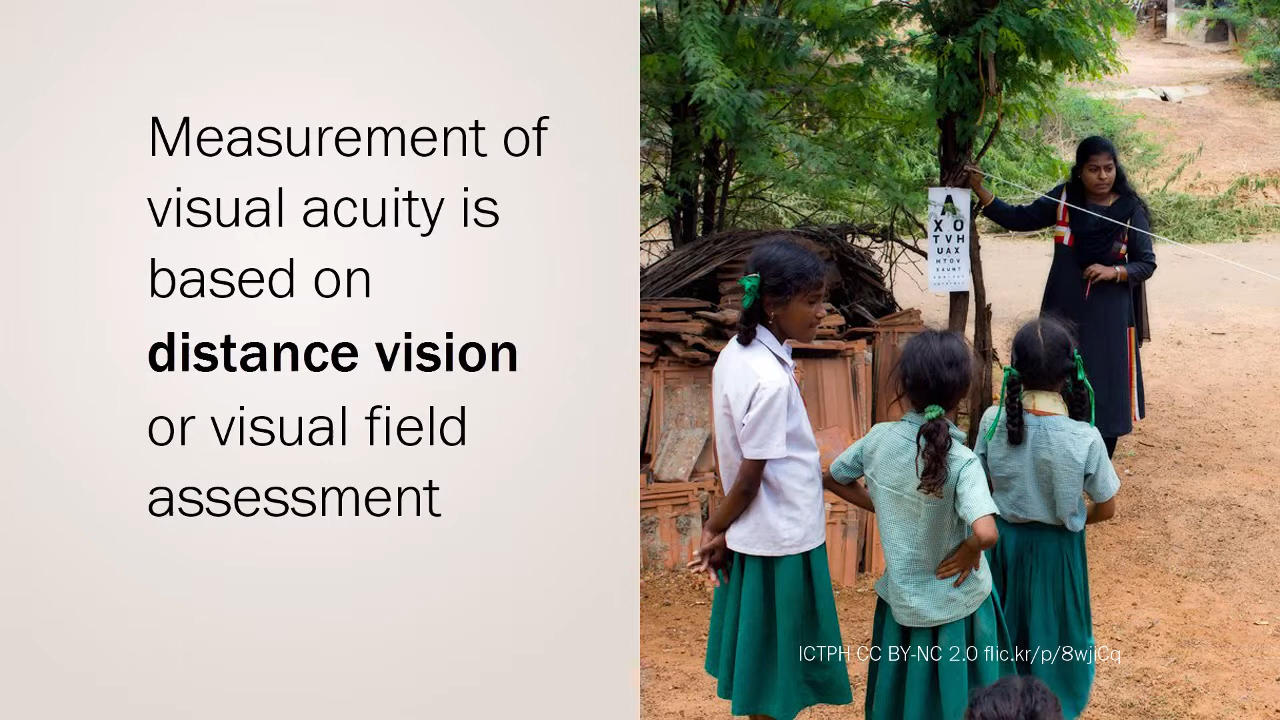 Measurement of
visual acuity is
based on
distance vision
or visual field
assessment
A
X O
T V H
U A X
H T O V
X A U N T
ICTPH CC BY-NC 2.0 flic.kr/p/8wjiCq